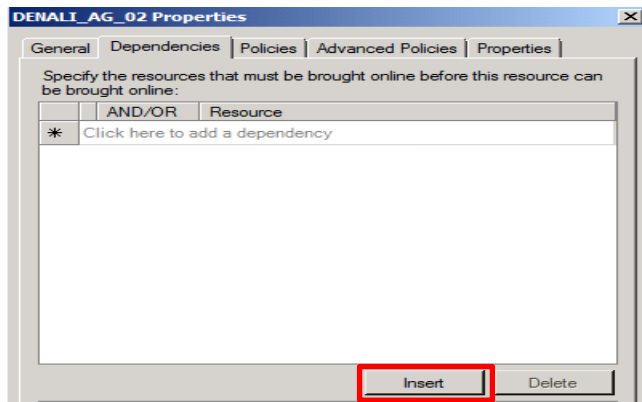 DENALI_AG_02 Properties
General Dependencies Policies Advanced Policies Properties
Specify the resources that must be brought online before this resource can
be brought online:
AND/OR Resource
Click here to add a dependency
Insert Delete